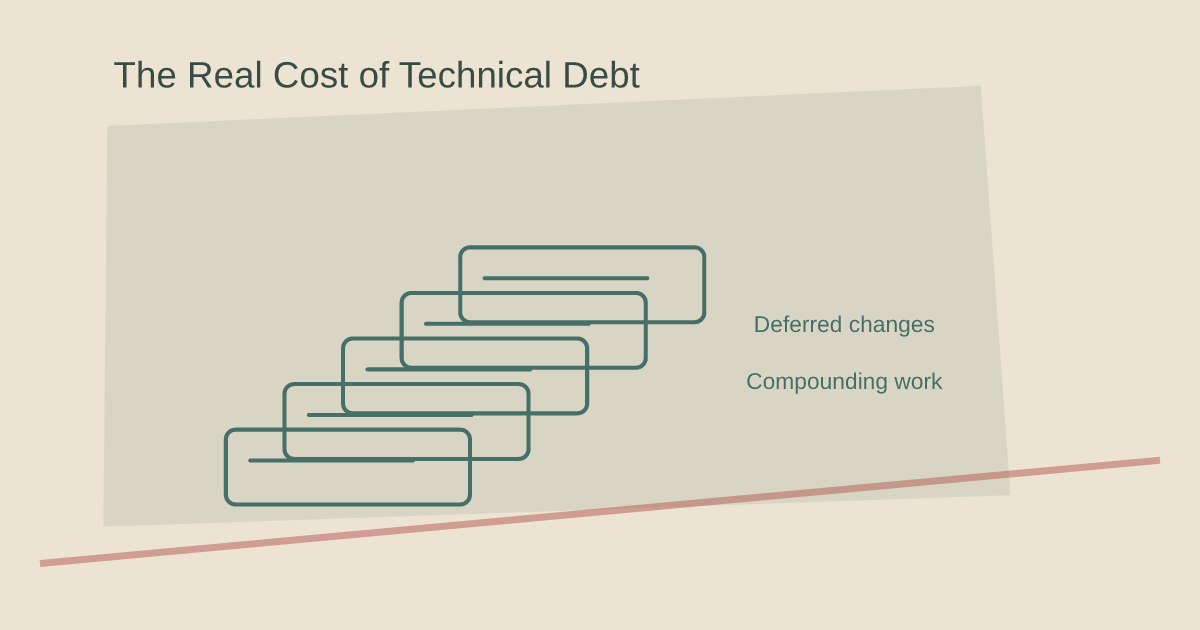 The Real Cost of Technical Debt
Deferred changes
Compounding work